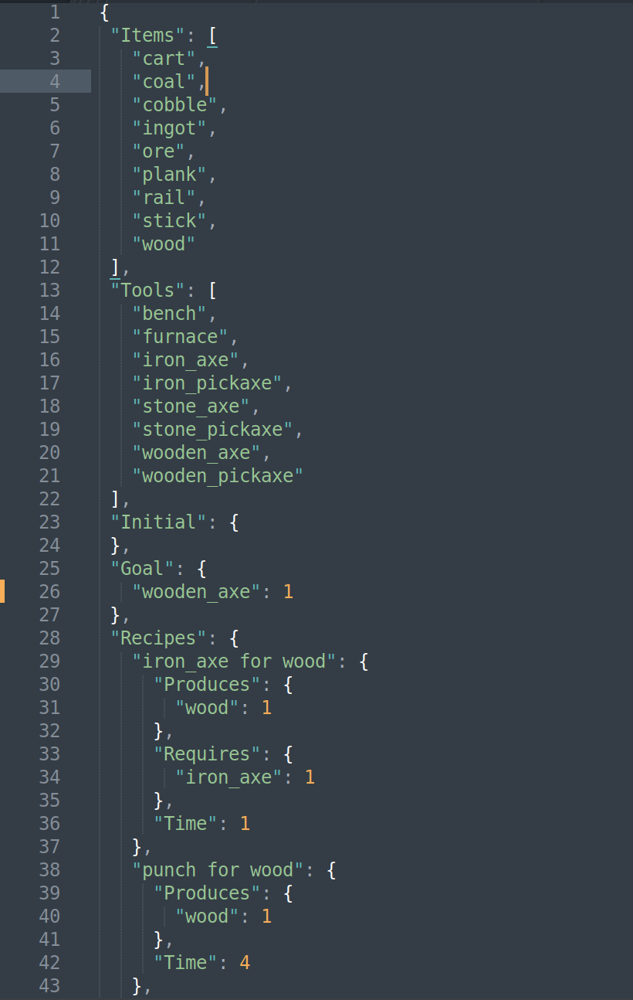 1 {
2 "Items": [
3 "cart",
4 "coal",
5 "cobble",
6 "ingot",
7 "ore",
8 "plank",
9 "rail",
10 "stick",
11 "wood"
12 ],
13 "Tools": [
14 "bench",
15 "furnace",
16 "iron_axe",
17 "iron_pickaxe",
18 "stone_axe",
19 "stone_pickaxe",
20 "wooden_axe",
21 "wooden_pickaxe"
22 ],
23 "Initial": {
24 },
25 "Goal": {
26 "wooden_axe": 1
27 },
28 "Recipes": {
29 "iron_axe for wood": {
30 "Produces": {
31 "wood": 1
32 },
33 "Requires": {
34 "iron_axe": 1
35 },
36 "Time": 1
37 },
38 "punch for wood": {
39 "Produces": {
40 "wood": 1
41 },
42 "Time": 4
43 },